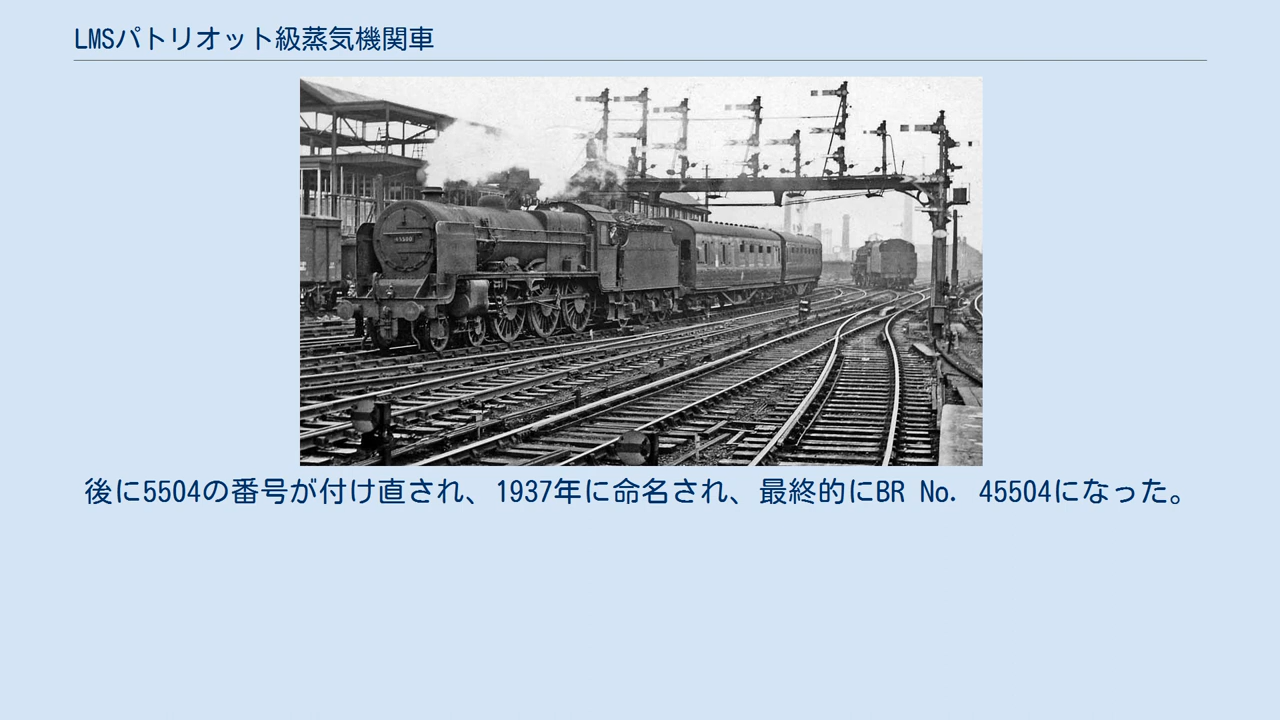 LMSパトリオット級蒸気機関車
後に5504の番号が付け直され、1937年に命名され、最終的にBR No. 45504になった。